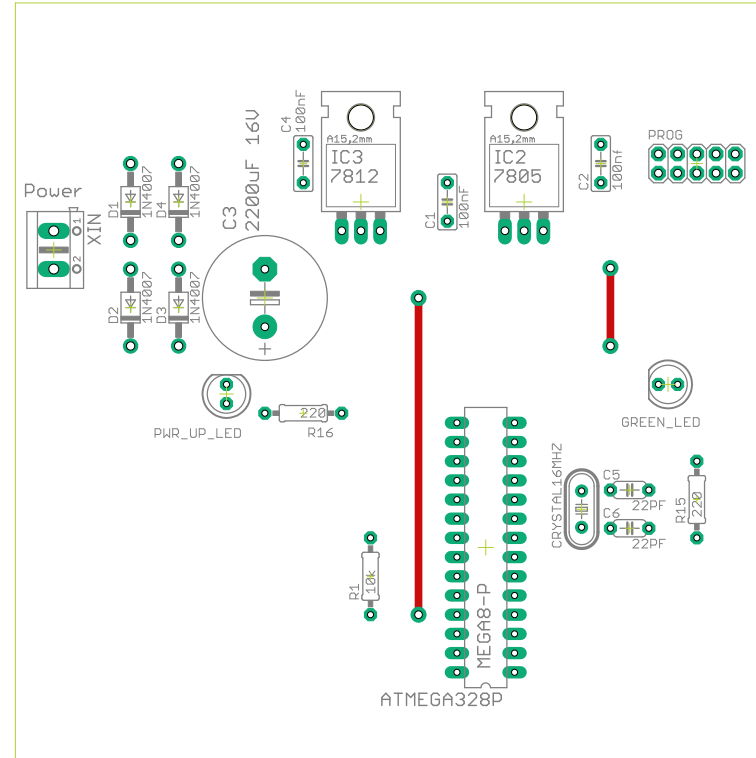 C4
100nF
A15,2mm
IC3
7812
A15,2mm
IC2
7805
C2
100nf
PROG
C1
100nF
C3
2200uF 16V
Power
XIN
1
2
D1
1N4007
D4
1N4007
D2
1N4007
D3
1N4007
PWR_UP_LED
220
R16
GREEN_LED
CRYSTAL16MHZ
C5
22PF
C6
22PF
R15
220
R1
10k
MEGA8-P
ATMEGA328P